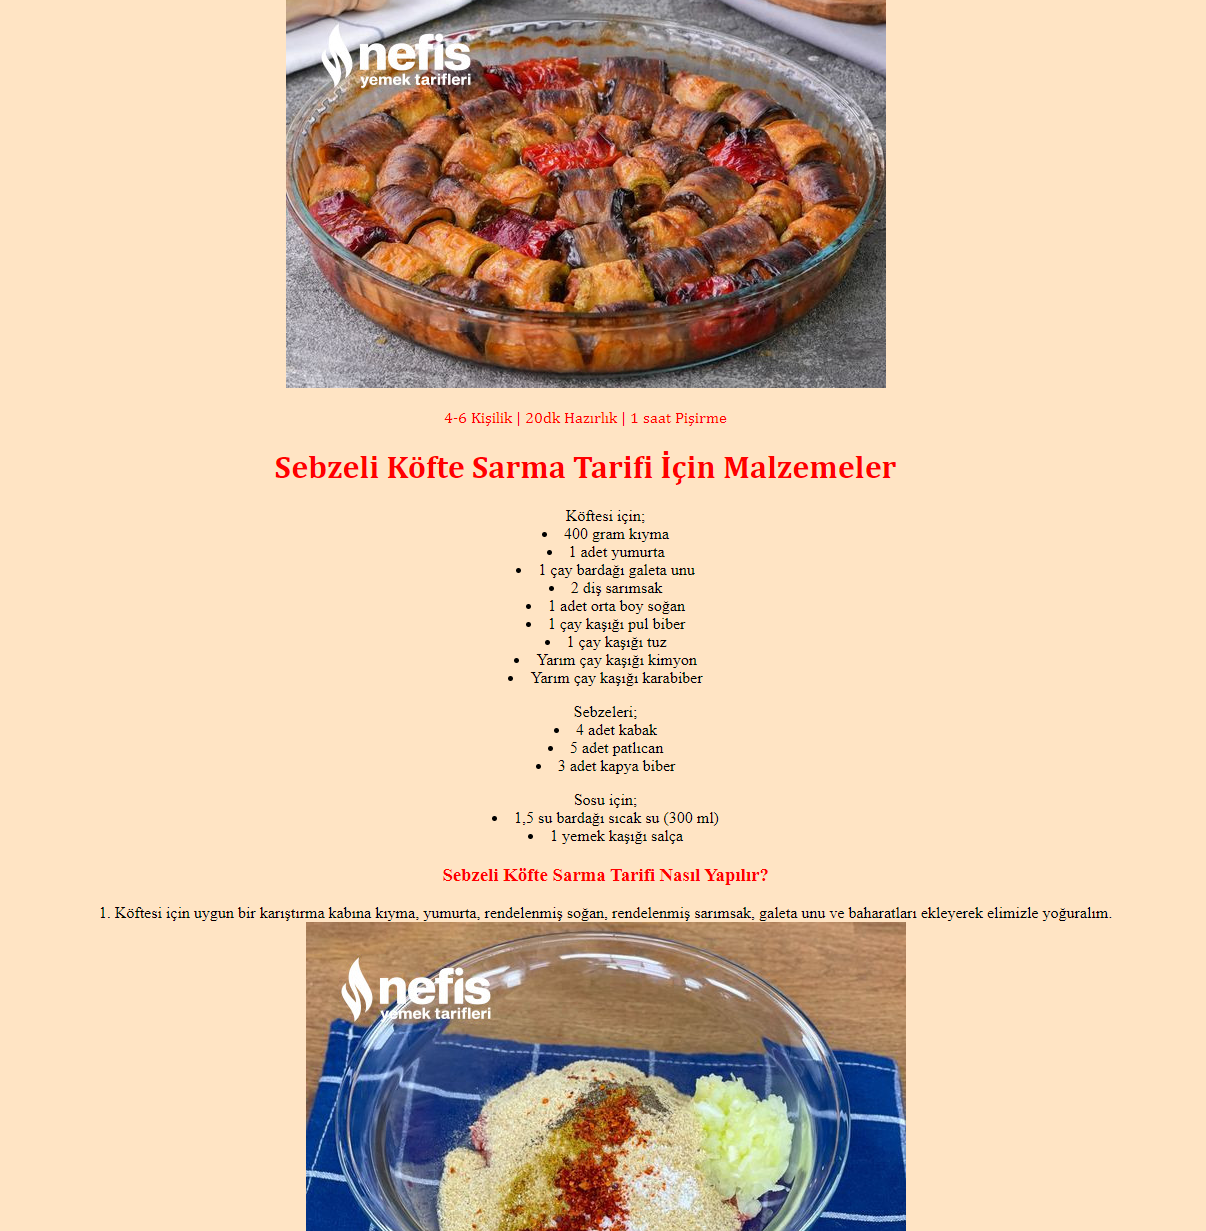 nefis
yemek tarifleri
4-6 Kişilik | 20dk Hazırlık | 1 saat Pişirme
Sebzeli Köfte Sarma Tarifi İçin Malzemeler
Köftesi için;
• 400 gram kıyma
• 1 adet yumurta
• 1 çay bardağı galeta unu
• 2 diş sarımsak
• 1 adet orta boy soğan
• 1 çay kaşığı pul biber
• 1 çay kaşığı tuz
• Yarım çay kaşığı kimyon
• Yarım çay kaşığı karabiber
Sebzeleri;
• 4 adet kabak
• 5 adet patlıcan
• 3 adet kapya biber
Sosu için;
• 1,5 su bardağı sıcak su (300 ml)
• 1 yemek kaşığı salça
Sebzeli Köfte Sarma Tarifi Nasıl Yapılır?
1. Köftesi için uygun bir karıştırma kabına kıyma, yumurta, rendelenmiş soğan, rendelenmiş sarımsak, galeta unu ve baharatları ekleyerek elimizle yoğuralım.
nefis
yemek tarifleri